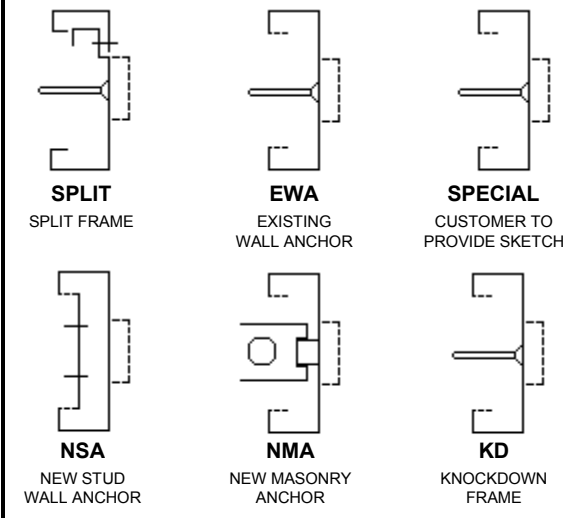 SPLIT
SPLIT FRAME
EWA
EXISTING
WALL ANCHOR
SPECIAL
CUSTOMER TO
PROVIDE SKETCH
NSA
NEW STUD
WALL ANCHOR
NMA
NEW MASONRY
ANCHOR
KD
KNOCKDOWN
FRAME